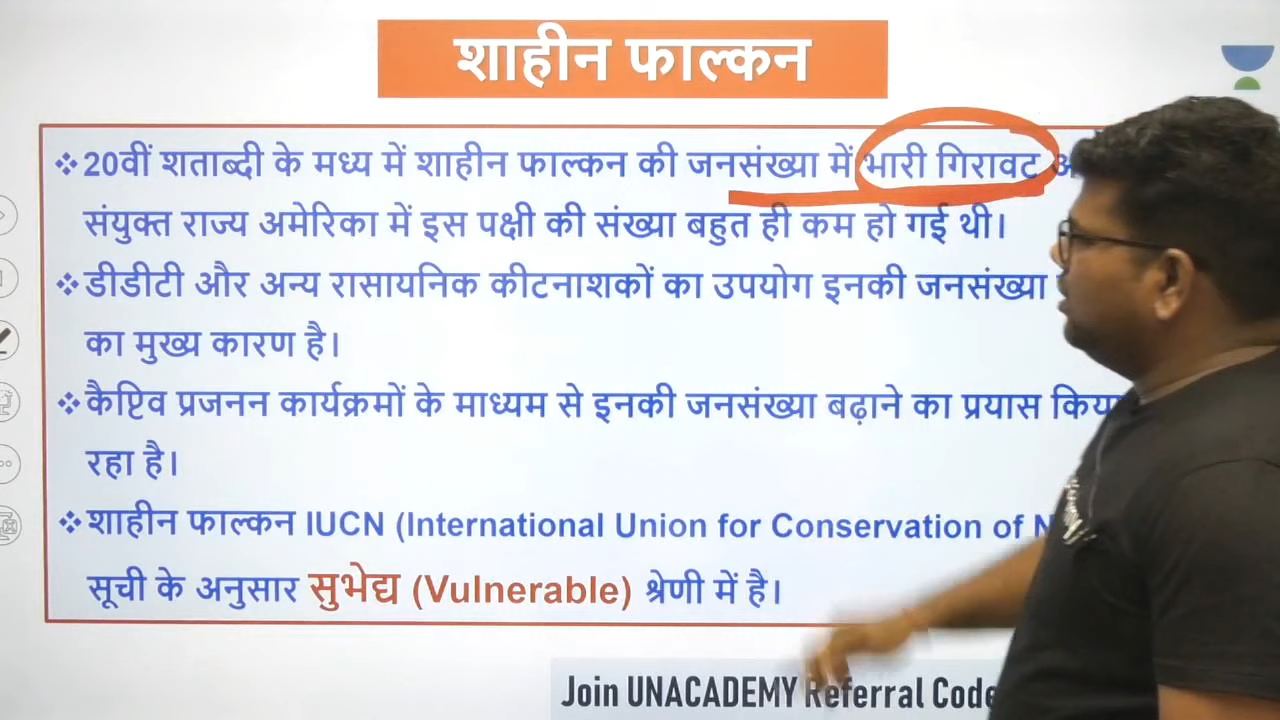 शाहीन फाल्कन
❖20वीं शताब्दी के मध्य में शाहीन फाल्कन की जनसंख्या में भारी गिरावट
संयुक्त राज्य अमेरिका में इस पक्षी की संख्या बहुत ही कम हो गई थी।
❖डीडीटी और अन्य रासायनिक कीटनाशकों का उपयोग इनकी जनसंख्या
का मुख्य कारण है।
❖कैप्टिव प्रजनन कार्यक्रमों के माध्यम से इनकी जनसंख्या बढ़ाने का प्रयास
रहा है।
❖शाहीन फाल्कन IUCN (International Union for Conservation of
सूची के अनुसार सुभेद्य (Vulnerable) श्रेणी में है।
Join UNACADEMY Referral Code